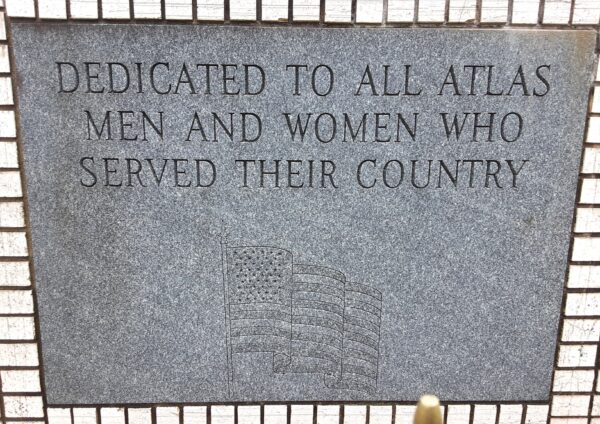 DEDICATED TO ALL ATLAS
MEN AND WOMEN WHO
SERVED THEIR COUNTRY